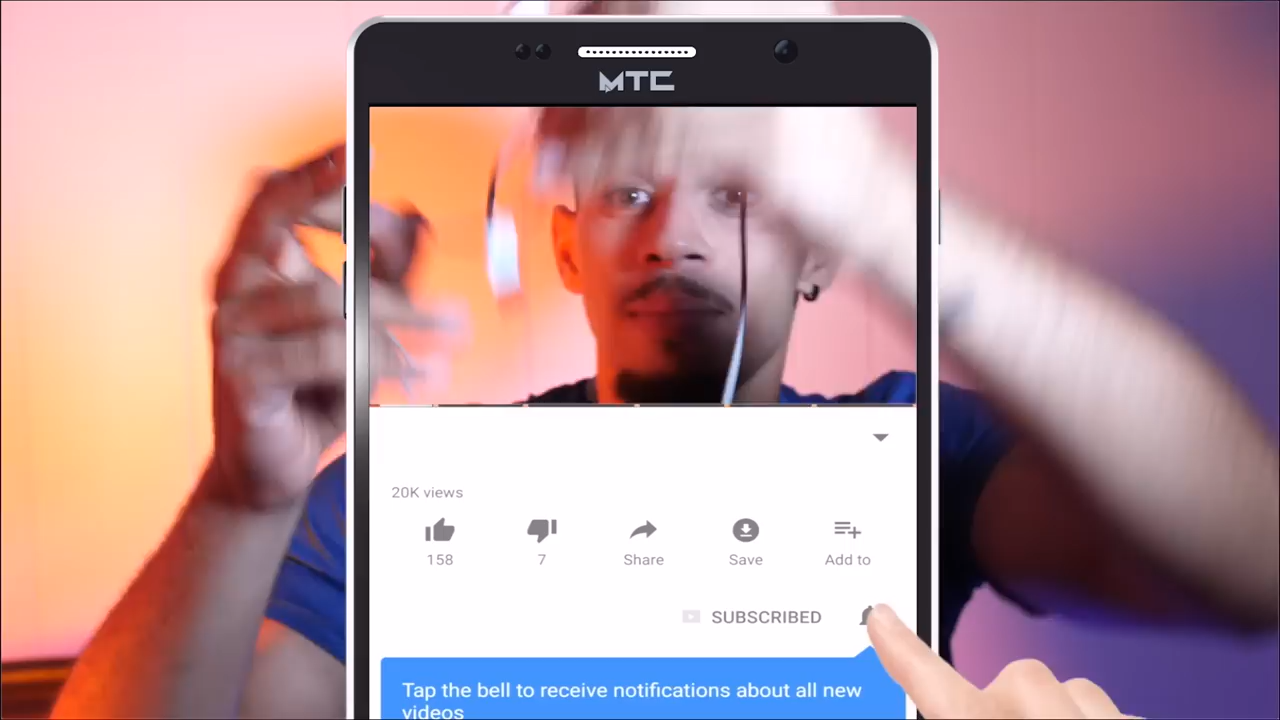 MTC
20K views
158
7
Share
Save
Add to
SUBSCRIBED
Tap the bell to receive notifications about all new
videos